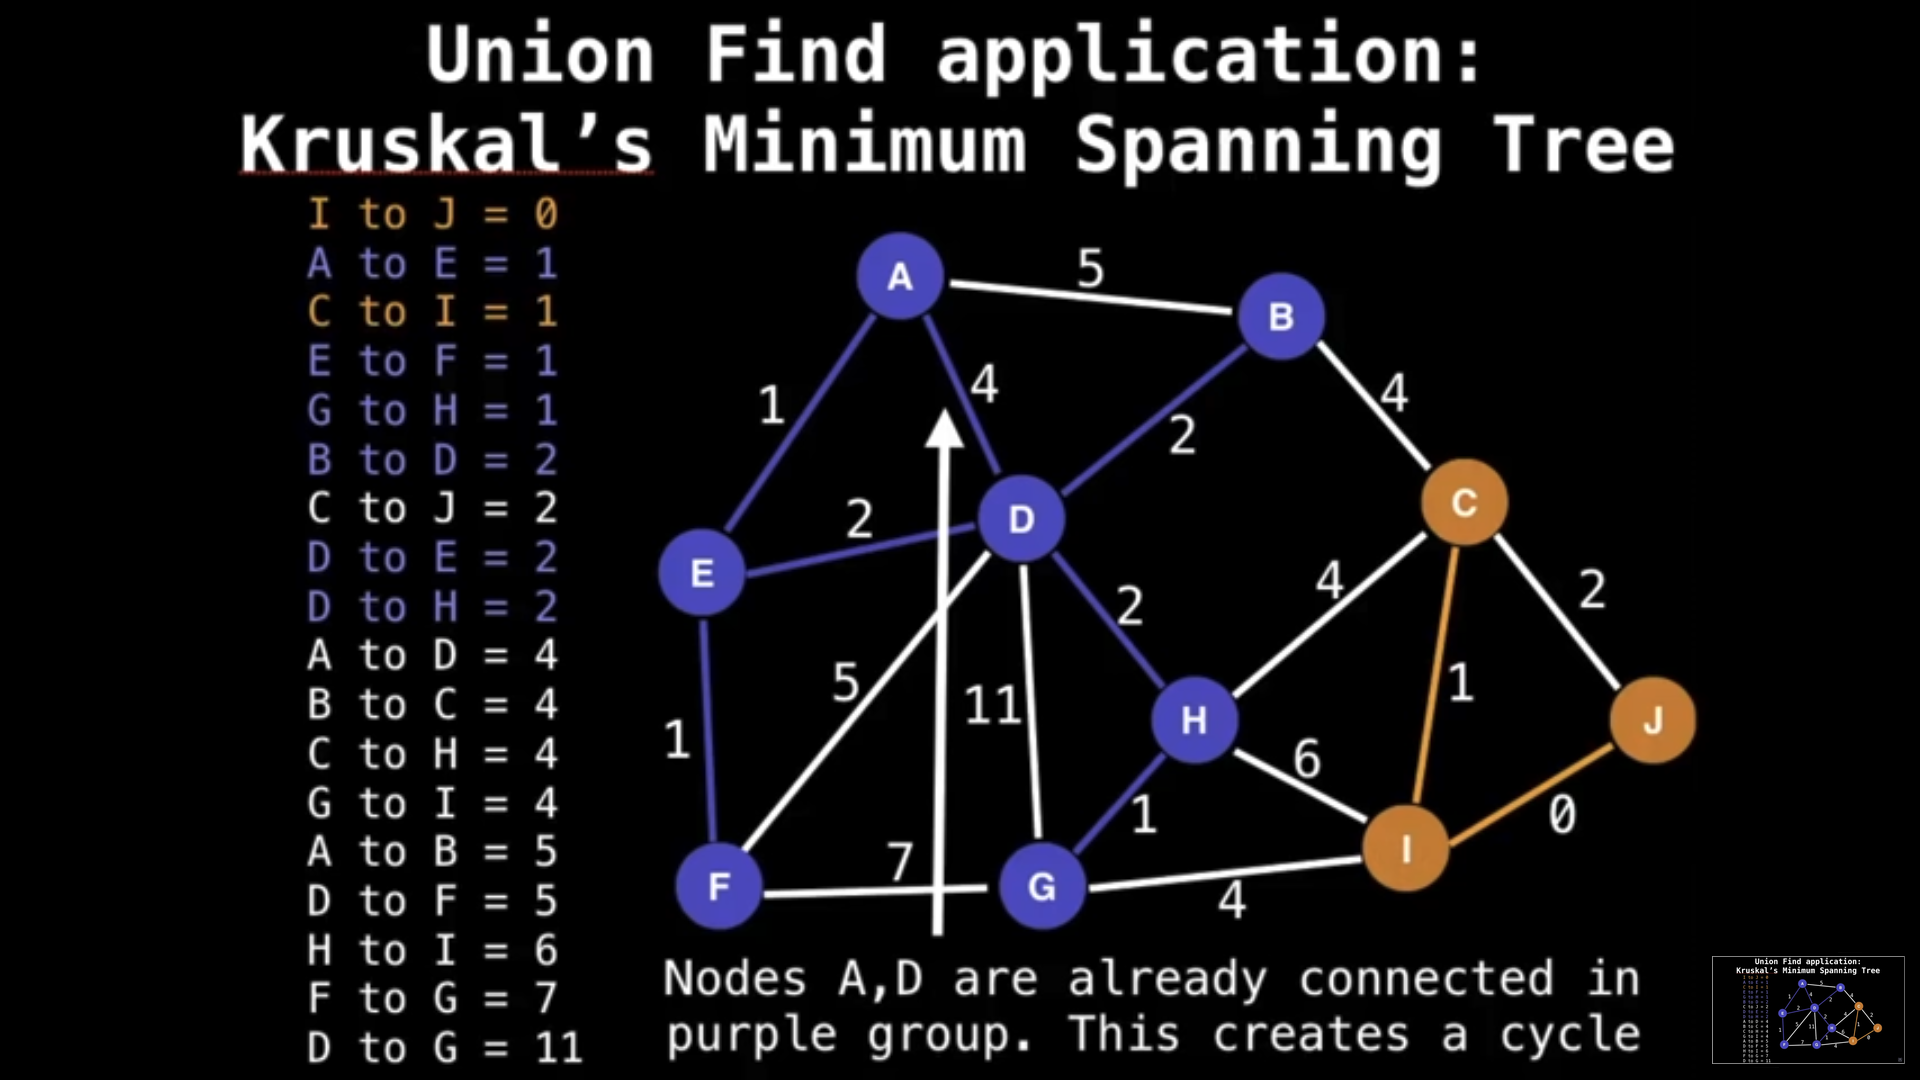 Union Find application:
Kruskal’s Minimum Spanning Tree
I to J = 0
A to E = 1
C to I = 1
E to F = 1
G to H = 1
B to D = 2
C to J = 2
D to E = 2
D to H = 2
A to D = 4
B to C = 4
C to H = 4
G to I = 4
A to B = 5
D to F = 5
H to I = 6
F to G = 7
D to G = 11
A
5
B
1
4
2
4
E
2
D
C
5
11
2
4
1
2
1
H
6
J
F
7
G
1
4
I
0
Nodes A,D are already connected in
purple group. This creates a cycle
Union Find application:
Kruskal’s Minimum Spanning Tree